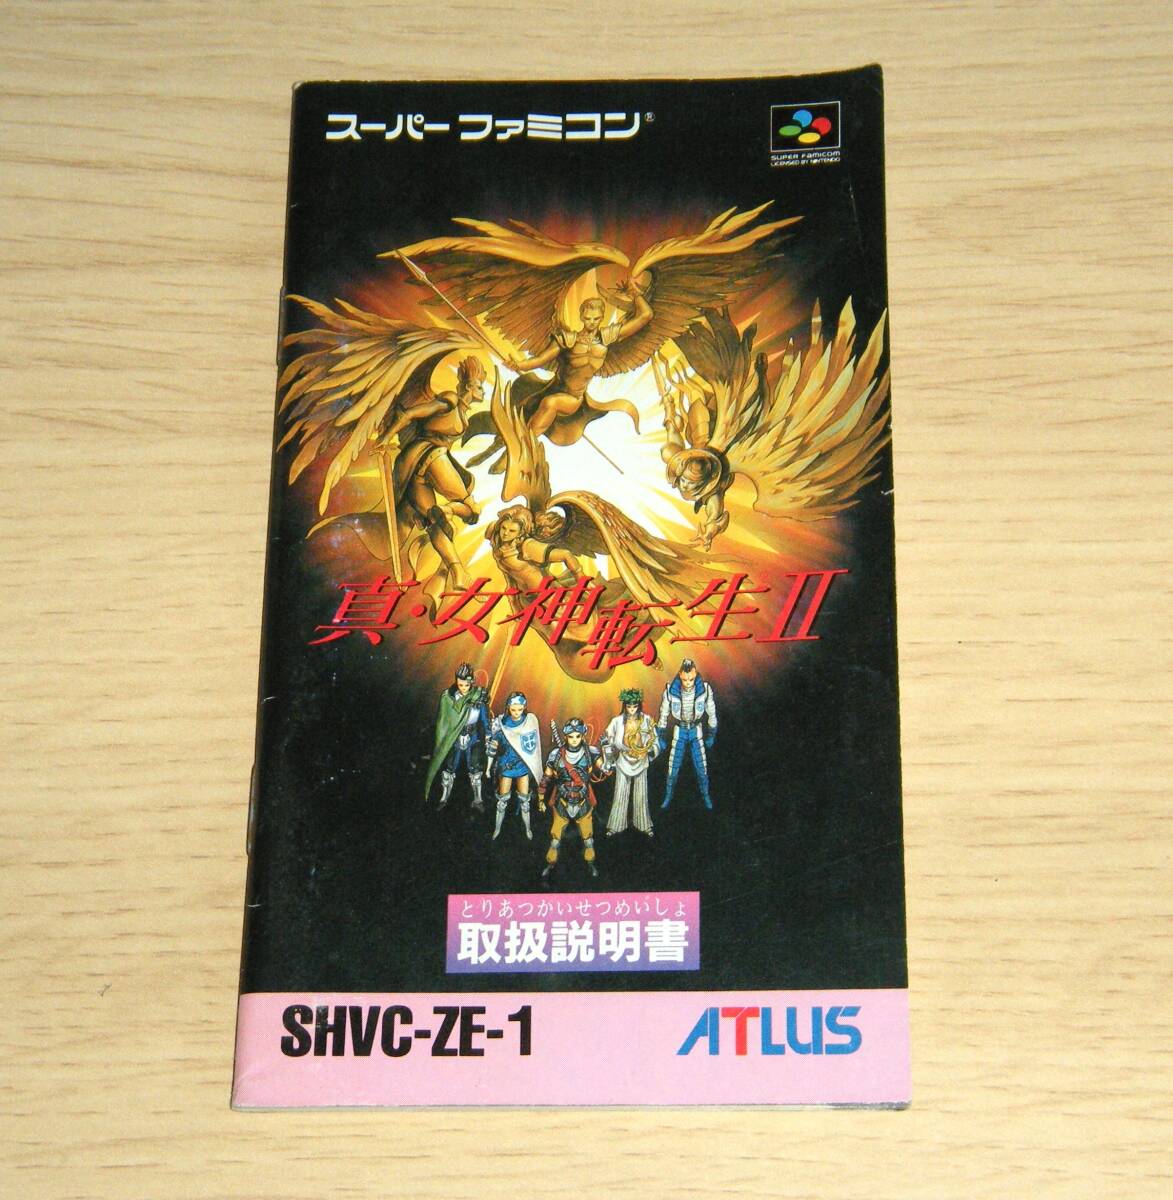 スーパーファミコン®
SUPER FAMICOM
LICENSED BY NINTENDO
真・女神転生II
とりあつかいせつめいしょ
取扱説明書
SHVC-ZE-1
ATLUS